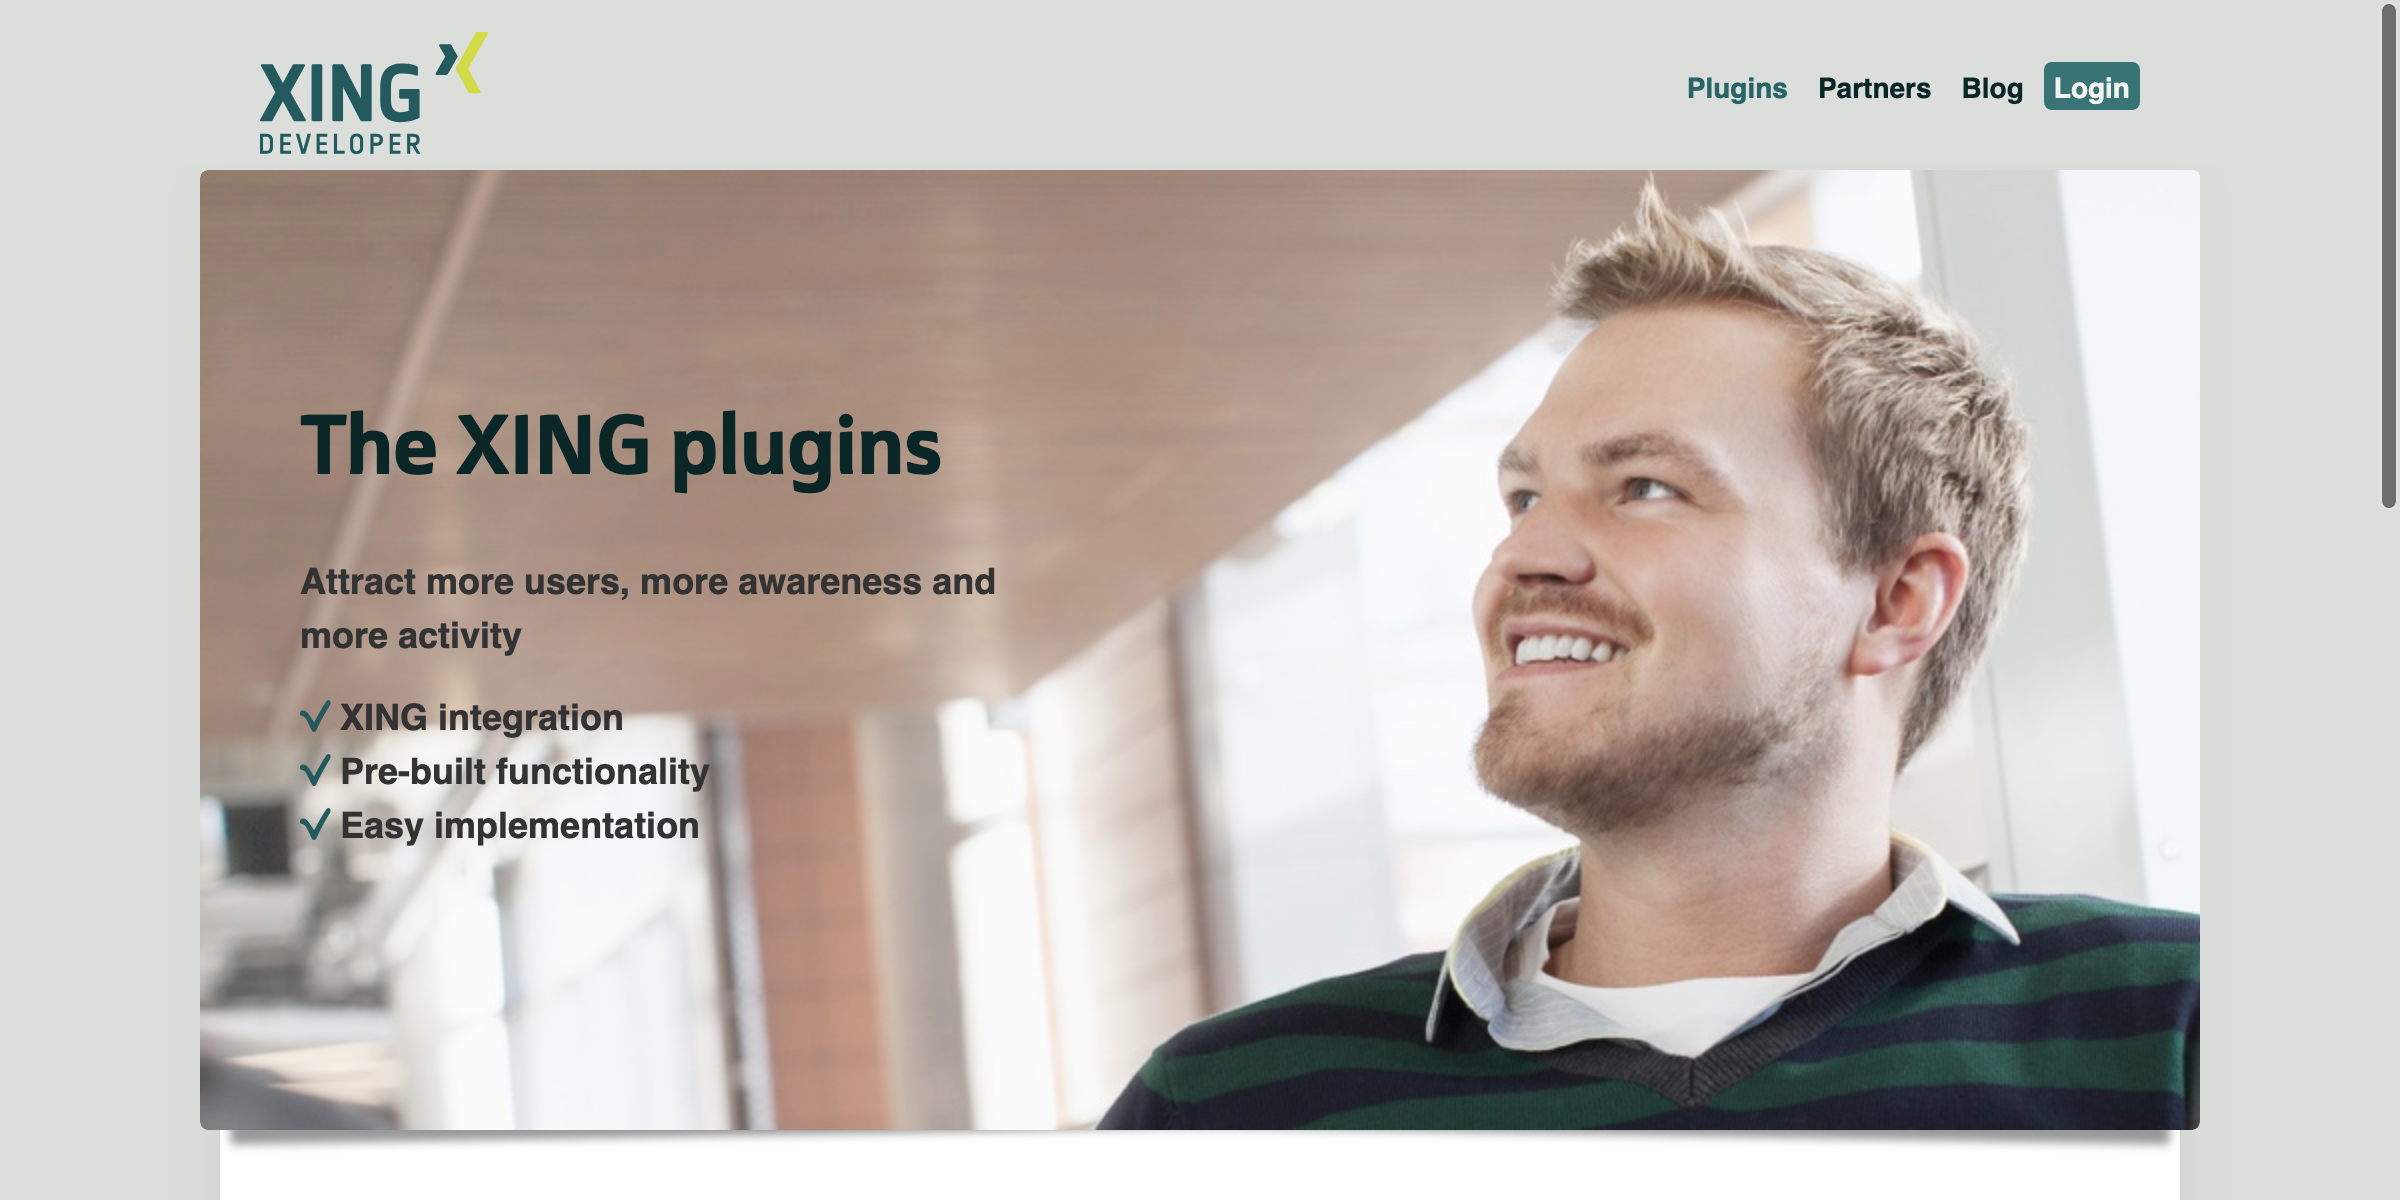 XING
DEVELOPER
Plugins Partners Blog Login
The XING plugins
Attract more users, more awareness and
more activity
XING integration
Pre-built functionality
Easy implementation